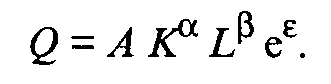 Q = A K^α L^β e^ε.